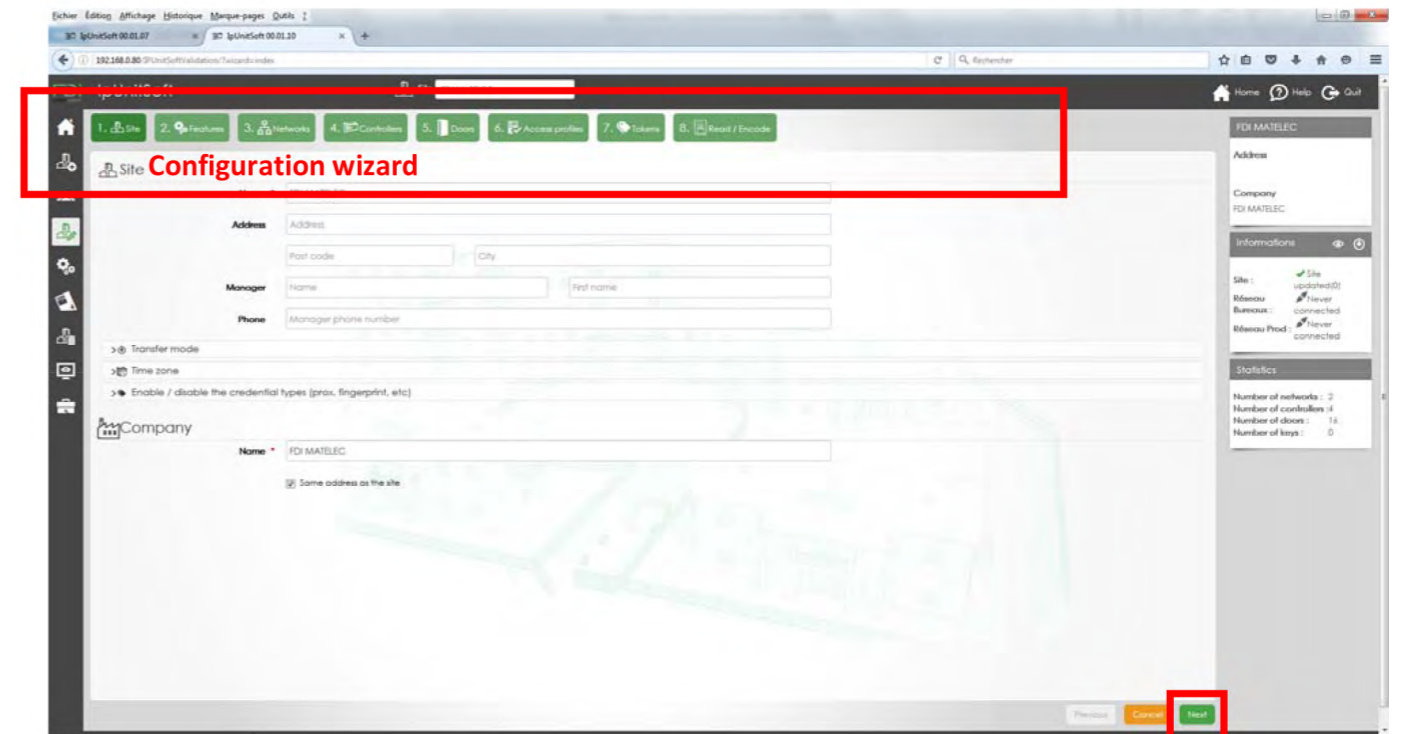 Fichier Édition Affichage Historique Marque-pages Outils ?
IpUnitSoft 00.01.07 × IpUnitSoft 00.01.10 × +
192.168.0.80/IPUnitSoftValidation/?wizards:index Rechercher
IpUnitSoft Home Help Quit
1. Site 2. Features 3. Networks 4. Controllers 5. Doors 6. Access profiles 7. Tokens 8. Read / Encode
Site Configuration wizard
Address Address
Post code City
Manager Name First name
Phone Manager phone number
Transfer mode
Time zone
Enable / disable the credential types (prox, fingerprint, etc)
Company
Name * FDI MATELEC
Same address as the site
Previous Cancel Next
FDI MATELEC
Address
Company
FDI MATELEC
Informations
Site : Site
updated(0)
Réseau Never
Bureaux : connected
Réseau Prod : Never
connected
Statistics
Number of networks : 2
Number of controllers :4
Number of doors : 16
Number of keys : 0